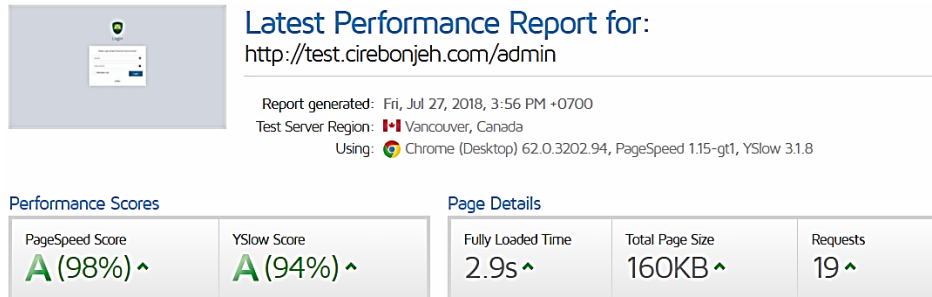 Login
Latest Performance Report for:
http://test.cirebonjeh.com/admin
Report generated: Fri, Jul 27, 2018, 3:56 PM +0700
Test Server Region: Vancouver, Canada
Using: Chrome (Desktop) 62.0.3202.94, PageSpeed 1.15-gt1, YSlow 3.1.8
Performance Scores
PageSpeed Score
A (98%)
YSlow Score
A (94%)
Page Details
Fully Loaded Time
2.9s
Total Page Size
160KB
Requests
19